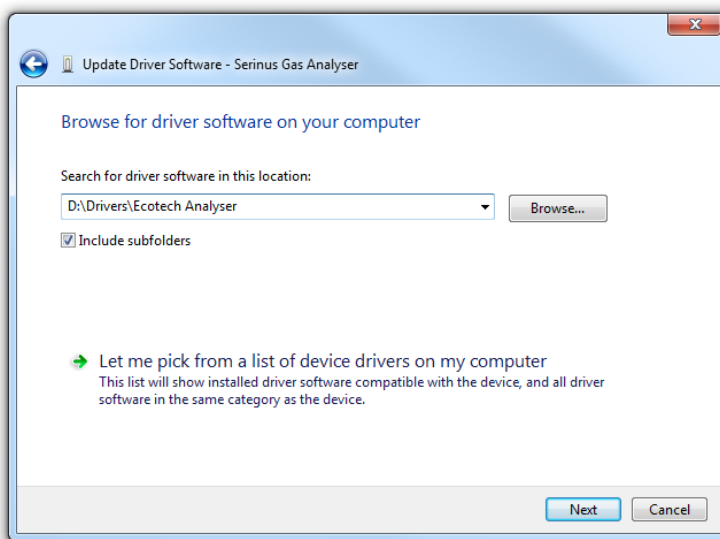 Update Driver Software - Serinus Gas Analyser
Browse for driver software on your computer
Search for driver software in this location:
D:\Drivers\Ecotech Analyser
Browse...
Include subfolders
Let me pick from a list of device drivers on my computer
This list will show installed driver software compatible with the device, and all driver
software in the same category as the device.
Next
Cancel